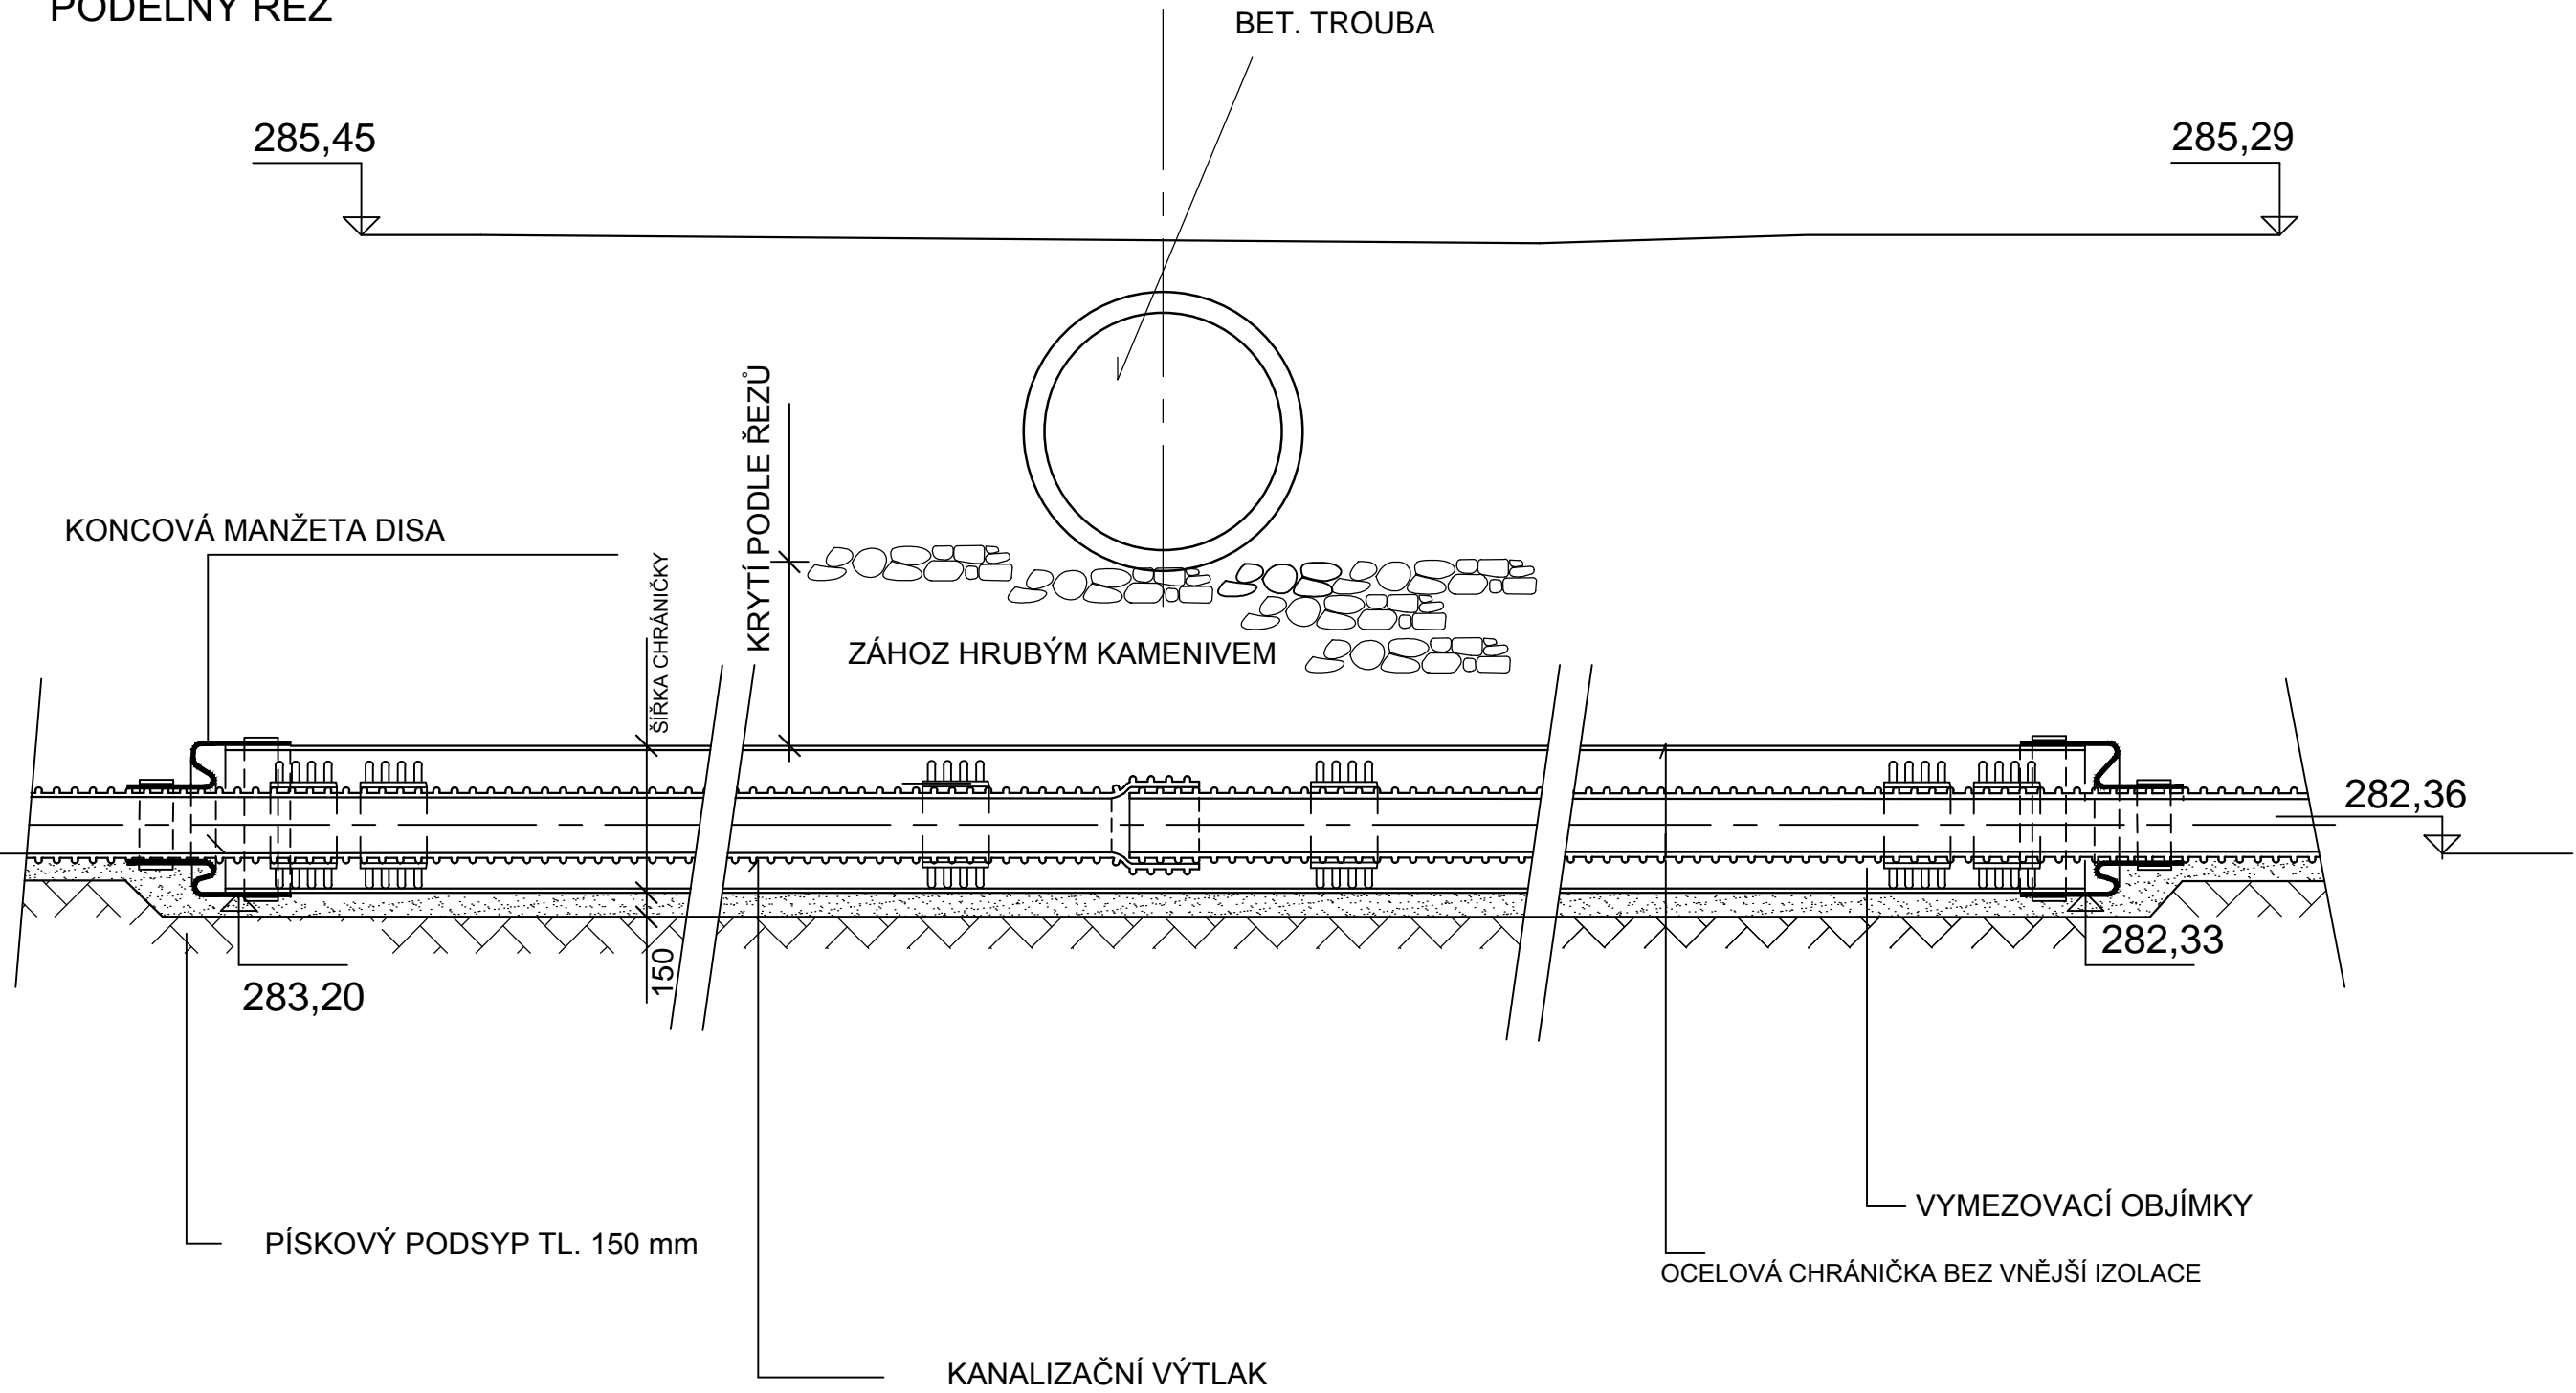 PODÉLNÝ ŘEZ
BET. TROUBA
285,45
285,29
KRYTÍ PODLE ŘEZŮ
KONCOVÁ MANŽETA DISA
ŠÍŘKA CHRÁNIČKY
ZÁHOZ HRUBÝM KAMENIVEM
282,36
282,33
150
283,20
VYMEZOVACÍ OBJÍMKY
PÍSKOVÝ PODSYP TL. 150 mm
OCELOVÁ CHRÁNIČKA BEZ VNĚJŠÍ IZOLACE
KANALIZAČNÍ VÝTLAK